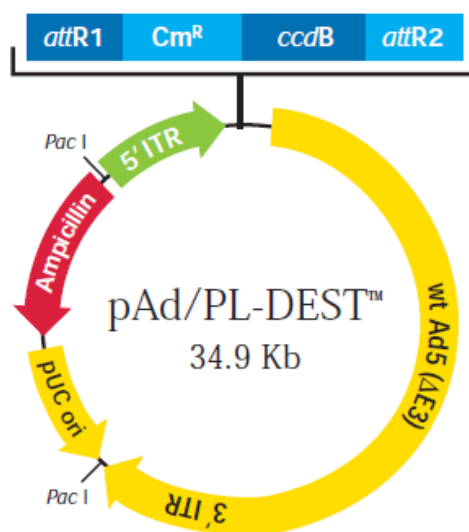 attR1 CmR ccdB attR2
Pac I
5' ITR
Ampicillin
pAd/PL-DEST™
34.9 Kb
wt Ad5 (ΔE3)
pUC ori
Pac I
3' ITR